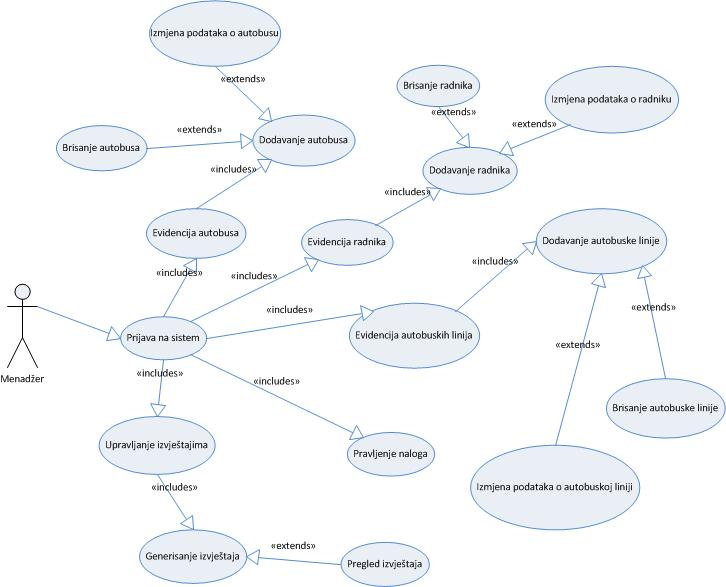 Izmjena podataka o autobusu
«extends»
Brisanje radnika
Izmjena podataka o radniku
«extends»
«extends»
«extends»
Brisanje autobusa
Dodavanje autobusa
Dodavanje radnika
«includes»
«includes»
Evidencija autobusa
Evidencija radnika
Dodavanje autobuske linije
«includes»
«includes»
«includes»
«includes»
«extends»
Prijava na sistem
Evidencija autobuskih linija
«extends»
Menadžer
«includes»
«includes»
Brisanje autobuske linije
Upravljanje izvještajima
Pravljenje naloga
«includes»
Izmjena podataka o autobuskoj liniji
«extends»
Generisanje izvještaja
Pregled izvještaja